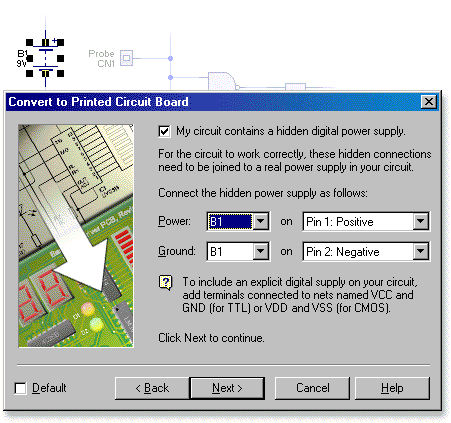 B1
9V
Probe
CN1
Convert to Printed Circuit Board
My circuit contains a hidden digital power supply.
For the circuit to work correctly, these hidden connections
need to be joined to a real power supply in your circuit.
Connect the hidden power supply as follows:
Power: B1 on Pin 1: Positive
Ground: B1 on Pin 2: Negative
To include an explicit digital supply on your circuit,
add terminals connected to nets named VCC and
GND (for TTL) or VDD and VSS (for CMOS).
Click Next to continue.
Default < Back Next > Cancel Help